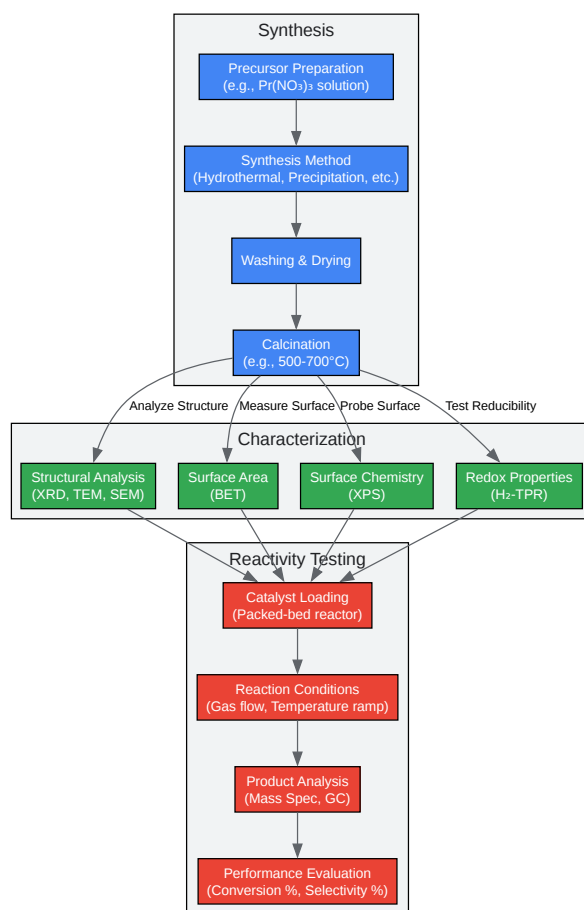 Synthesis
Precursor Preparation
(e.g., Pr(NO₃)₃ solution)
Synthesis Method
(Hydrothermal, Precipitation, etc.)
Washing & Drying
Calcination
(e.g., 500-700°C)
Analyze Structure
Measure Surface
Probe Surface
Test Reducibility
Characterization
Structural Analysis
(XRD, TEM, SEM)
Surface Area
(BET)
Surface Chemistry
(XPS)
Redox Properties
(H₂-TPR)
Reactivity Testing
Catalyst Loading
(Packed-bed reactor)
Reaction Conditions
(Gas flow, Temperature ramp)
Product Analysis
(Mass Spec, GC)
Performance Evaluation
(Conversion %, Selectivity %)